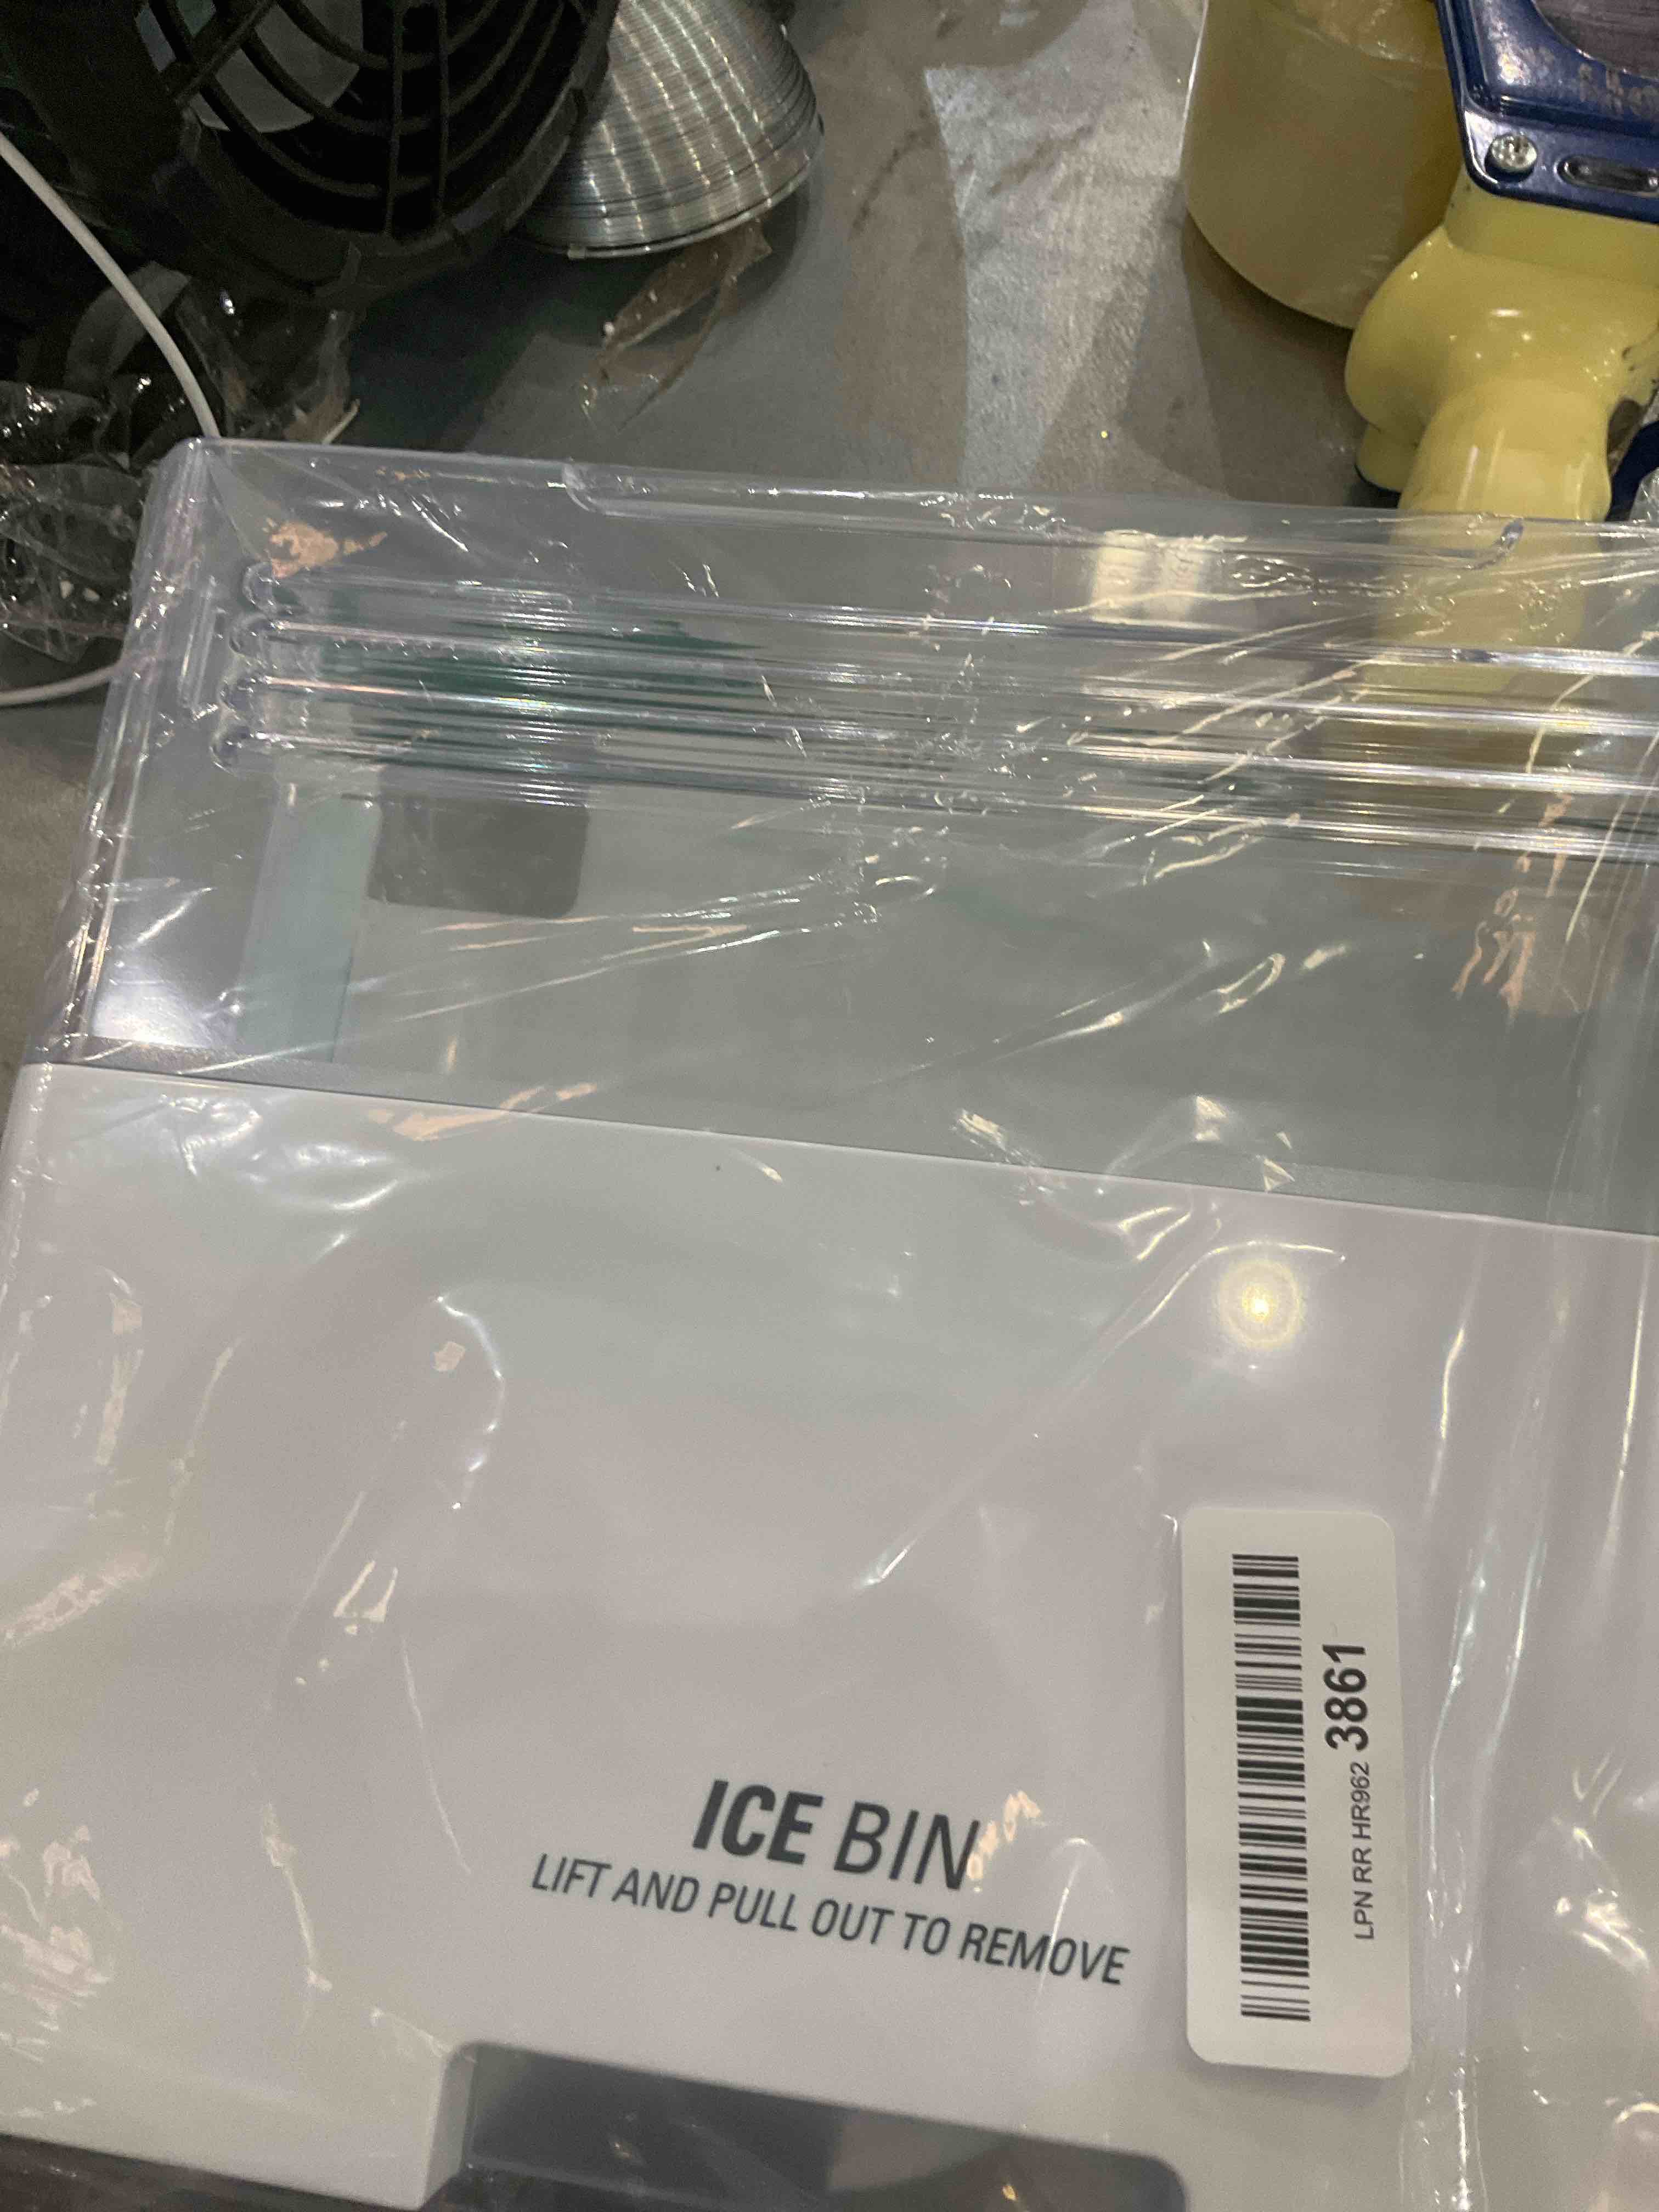 ICE BIN
LIFT AND PULL OUT TO REMOVE
LPN RR HR962 3861